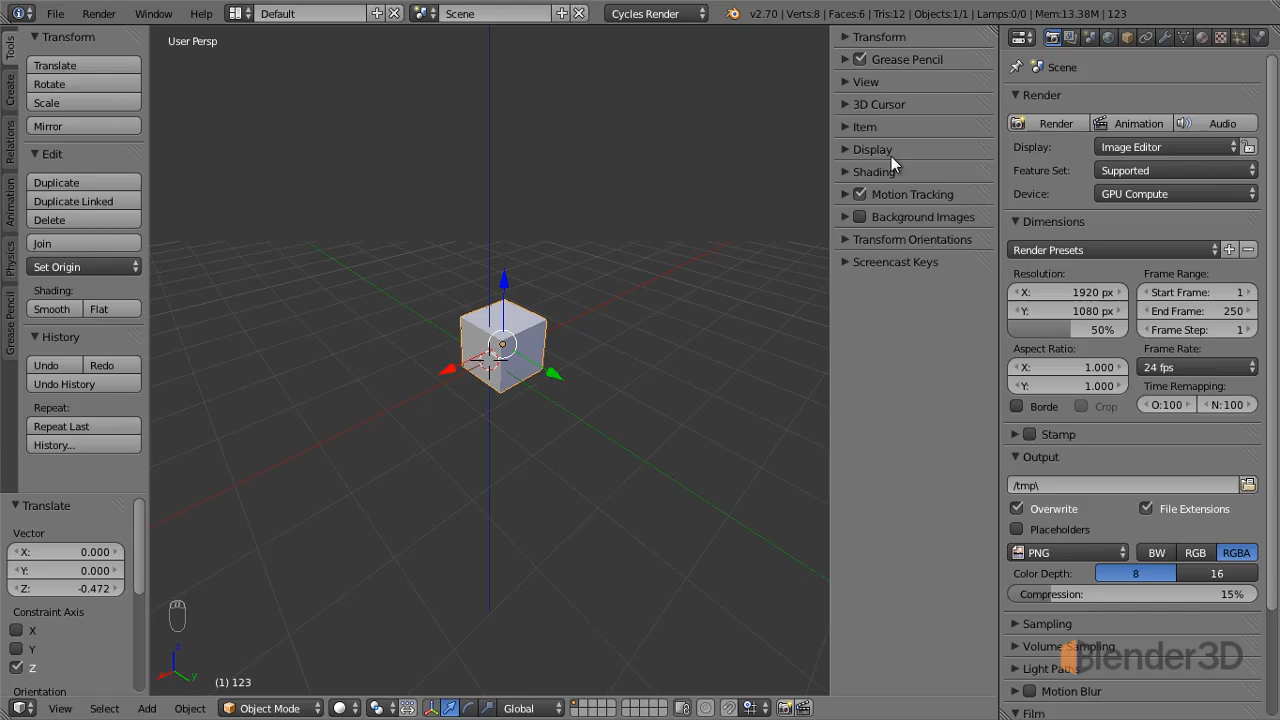 File Render Window Help Default Scene Cycles Render v2.70 | Verts:8 | Faces:6 | Tris:12 | Objects:1/1 | Lamps:0/0 | Mem:13.38M | 123
Tools
Create
Relations
Animation
Physics
Grease Pencil
Transform
Translate
Rotate
Scale
Mirror
Edit
Duplicate
Duplicate Linked
Delete
Join
Set Origin
Shading:
Smooth Flat
History
Undo Redo
Undo History
Repeat:
Repeat Last
History...
Translate
Vector
X: 0.000
Y: 0.000
Z: -0.472
Constraint Axis
X
Y
Z
Orientation
User Persp
z
y
(1) 123
View Select Add Object Object Mode Global
Transform
Grease Pencil
View
3D Cursor
Item
Display
Shading
Motion Tracking
Background Images
Transform Orientations
Screencast Keys
Scene
Render
Render Animation Audio
Display: Image Editor
Feature Set: Supported
Device: GPU Compute
Dimensions
Render Presets
Resolution: Frame Range:
X: 1920 px Start Frame: 1
Y: 1080 px End Frame: 250
50% Frame Step: 1
Aspect Ratio: Frame Rate:
X: 1.000 24 fps
Y: 1.000 Time Remapping:
Borde Crop O:100 N:100
Stamp
Output
/tmp\
Overwrite File Extensions
Placeholders
PNG BW RGB RGBA
Color Depth: 8 16
Compression: 15%
Sampling
Volume Sampling
Light Paths
Blender3D
Motion Blur
Film